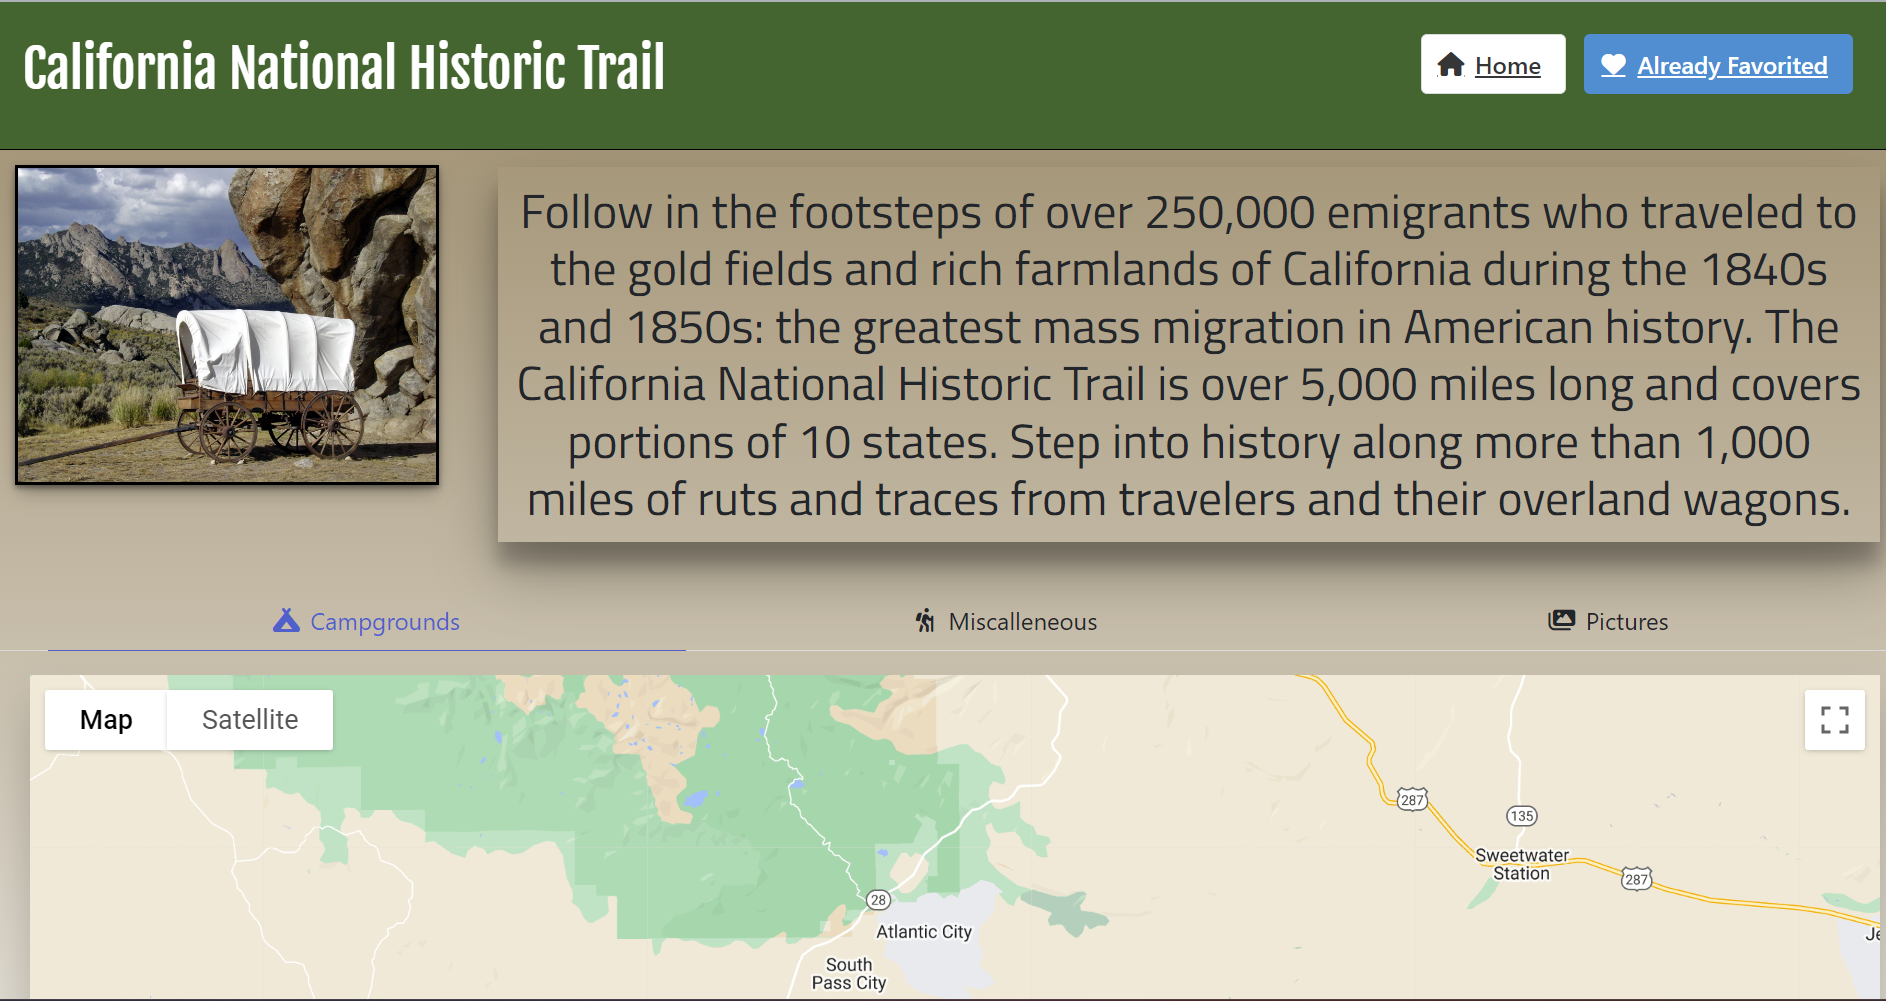 California National Historic Trail
Home
Already Favorited
Follow in the footsteps of over 250,000 emigrants who traveled to
the gold fields and rich farmlands of California during the 1840s
and 1850s: the greatest mass migration in American history. The
California National Historic Trail is over 5,000 miles long and covers
portions of 10 states. Step into history along more than 1,000
miles of ruts and traces from travelers and their overland wagons.
Campgrounds
Miscalleneous
Pictures
Map
Satellite
287
135
Sweetwater
Station
287
28
Atlantic City
South
Pass City